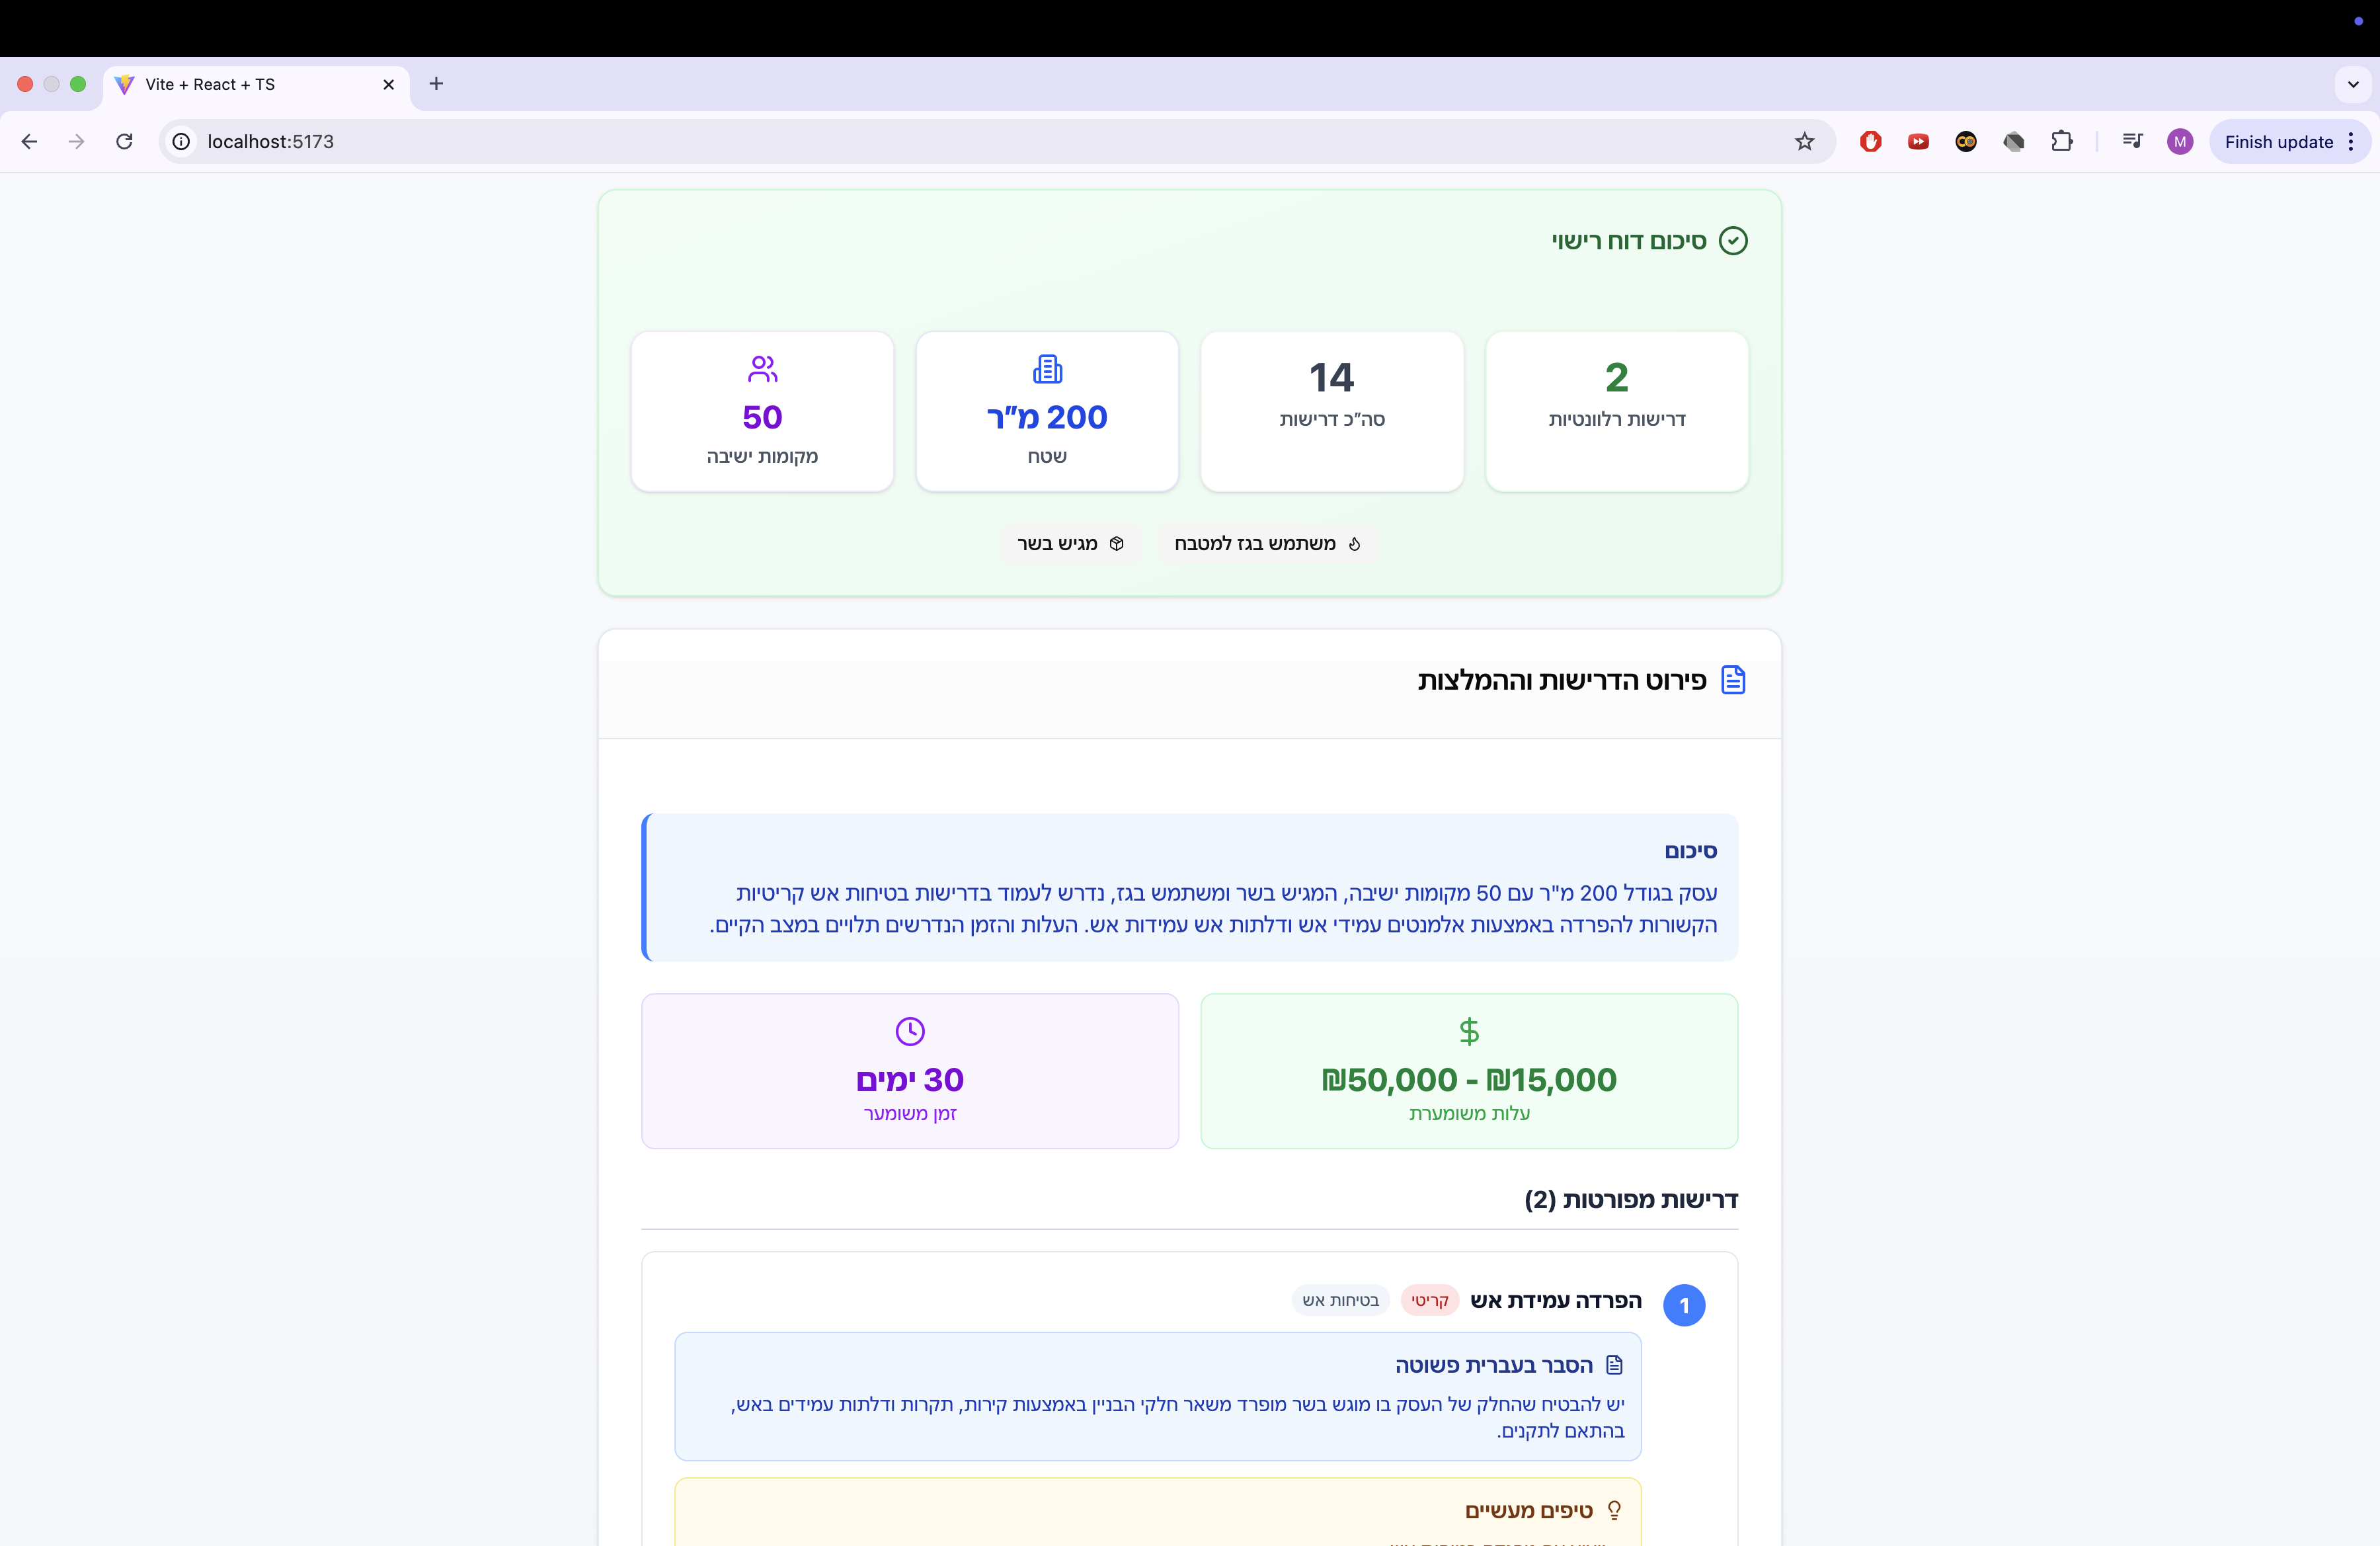 Vite + React + TS
localhost:5173
M
Finish update
סיכום דוח רישוי
2
דרישות רלוונטיות
14
סה״כ דרישות
200 מ״ר
שטח
50
מקומות ישיבה
משתמש בגז למטבח
מגיש בשר
פירוט הדרישות וההמלצות
סיכום
עסק בגודל 200 מ"ר עם 50 מקומות ישיבה, המגיש בשר ומשתמש בגז, נדרש לעמוד בדרישות בטיחות אש קריטיות
הקשורות להפרדה באמצעות אלמנטים עמידי אש ודלתות אש עמידות אש. העלות והזמן הנדרשים תלויים במצב הקיים.
₪15,000 - ₪50,000
עלות משומערת
30 ימים
זמן משומער
דרישות מפורטות (2)
1
הפרדה עמידת אש
קריטי
בטיחות אש
הסבר בעברית פשוטה
יש להבטיח שהחלק של העסק בו מוגש בשר מופרד משאר חלקי הבניין באמצעות קירות, תקרות ודלתות עמידים באש,
בהתאם לתקנים.
טיפים מעשיים